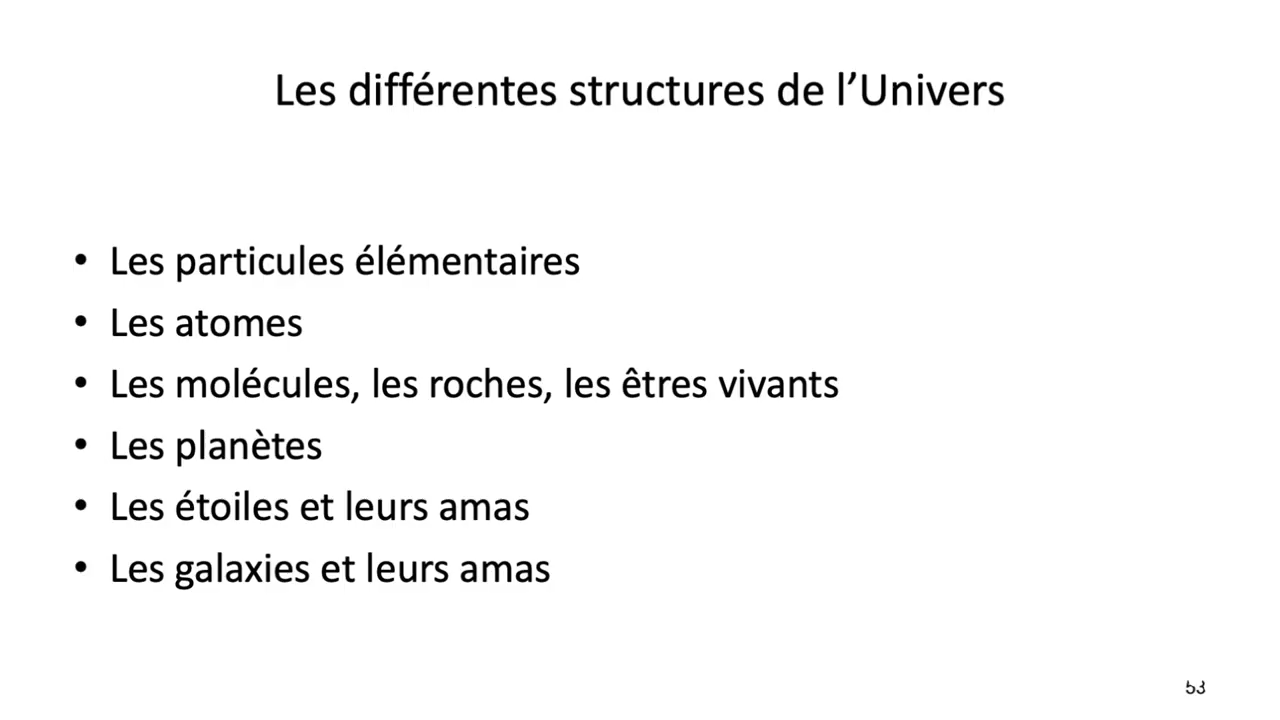 Les différentes structures de l’Univers
• Les particules élémentaires
• Les atomes
• Les molécules, les roches, les êtres vivants
• Les planètes
• Les étoiles et leurs amas
• Les galaxies et leurs amas
53